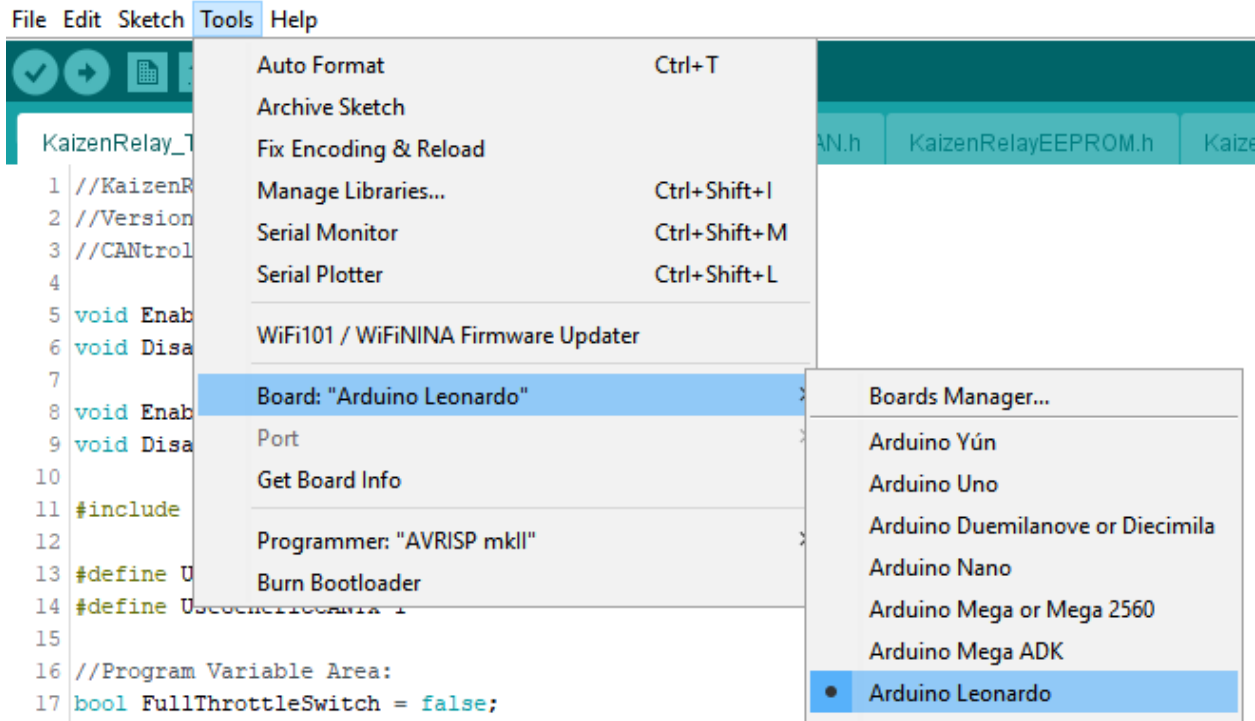 File Edit Sketch Tools Help
Auto Format Ctrl+T
Archive Sketch
Fix Encoding & Reload
Manage Libraries... Ctrl+Shift+I
Serial Monitor Ctrl+Shift+M
Serial Plotter Ctrl+Shift+L
WiFi101 / WiFiNINA Firmware Updater
Board: "Arduino Leonardo"
Port
Get Board Info
Programmer: "AVRISP mkII"
Burn Bootloader
Boards Manager...
Arduino Yún
Arduino Uno
Arduino Duemilanove or Diecimila
Arduino Nano
Arduino Mega or Mega 2560
Arduino Mega ADK
Arduino Leonardo
KaizenRelay_T AN.h KaizenRelayEEPROM.h Kaize
1 //KaizenR
2 //Version
3 //CANtrol
4
5 void Enab
6 void Disa
7
8 void Enab
9 void Disa
10
11 #include
12
13 #define U
14 #define
15
16 //Program Variable Area:
17 bool FullThrottleSwitch = false;